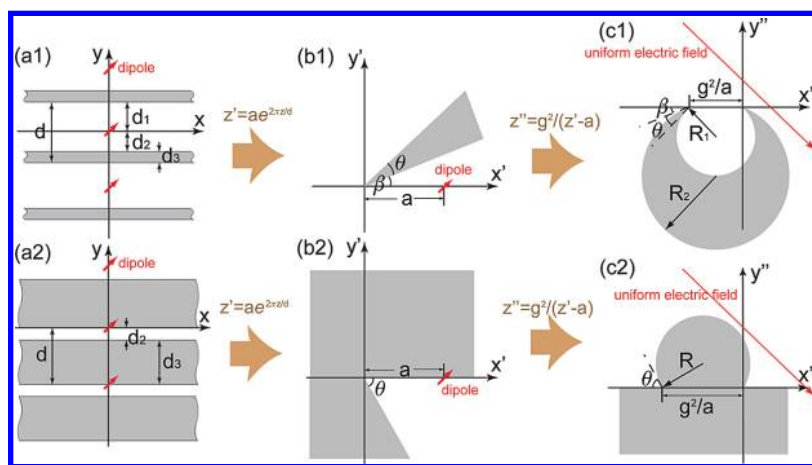 (a1)
y
dipole
d₁
x
d
d₂
d₃
z'=ae^{2πz/d}
(b1)
y'
θ
β
dipole
x'
a
z''=g²/(z'-a)
(c1)
y''
uniform electric field
g²/a
x''
β
θ
R₁
R₂
(a2)
y
dipole
x
d₂
d
d₃
z'=ae^{2πz/d}
(b2)
y'
a
x'
θ
dipole
z''=g²/(z'-a)
(c2)
y''
uniform electric field
R
θ
x''
g²/a